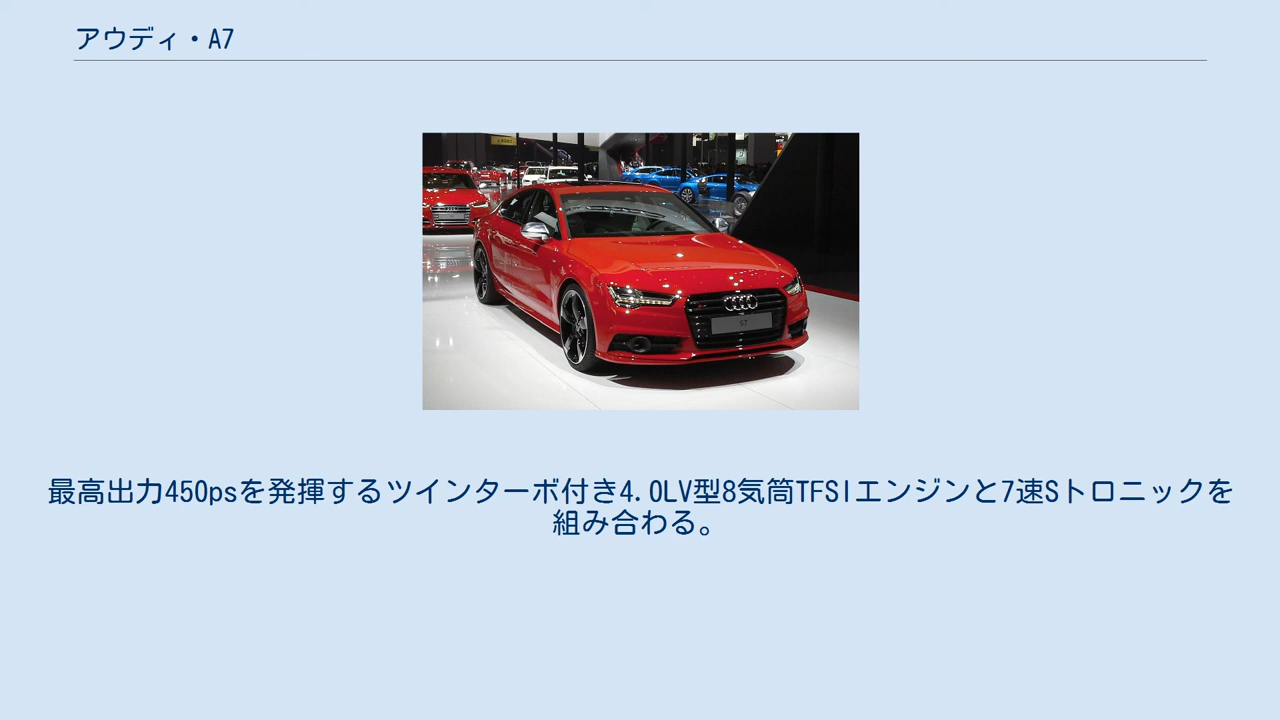 アウディ・A7
S7
最高出力450psを発揮するツインターボ付き4.0LV型8気筒TFSIエンジンと7速Sトロニックを
組み合わる。